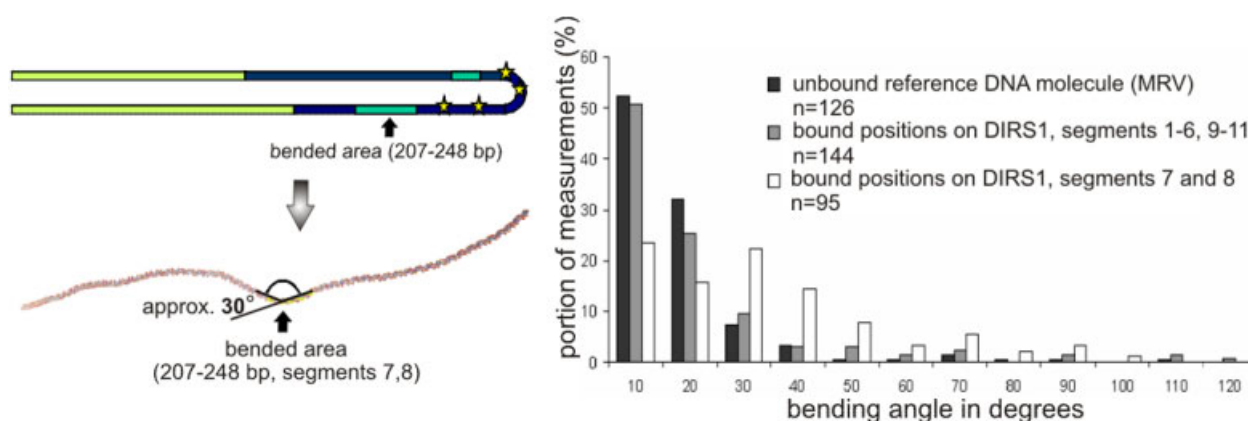 bended area (207-248 bp)
approx. 30°
bended area
(207-248 bp, segments 7,8)
portion of measurements (%)
60
50
40
30
20
10
0
unbound reference DNA molecule (MRV)
n=126
bound positions on DIRS1, segments 1-6, 9-11
n=144
bound positions on DIRS1, segments 7 and 8
n=95
10 20 30 40 50 60 70 80 90 100 110 120
bending angle in degrees